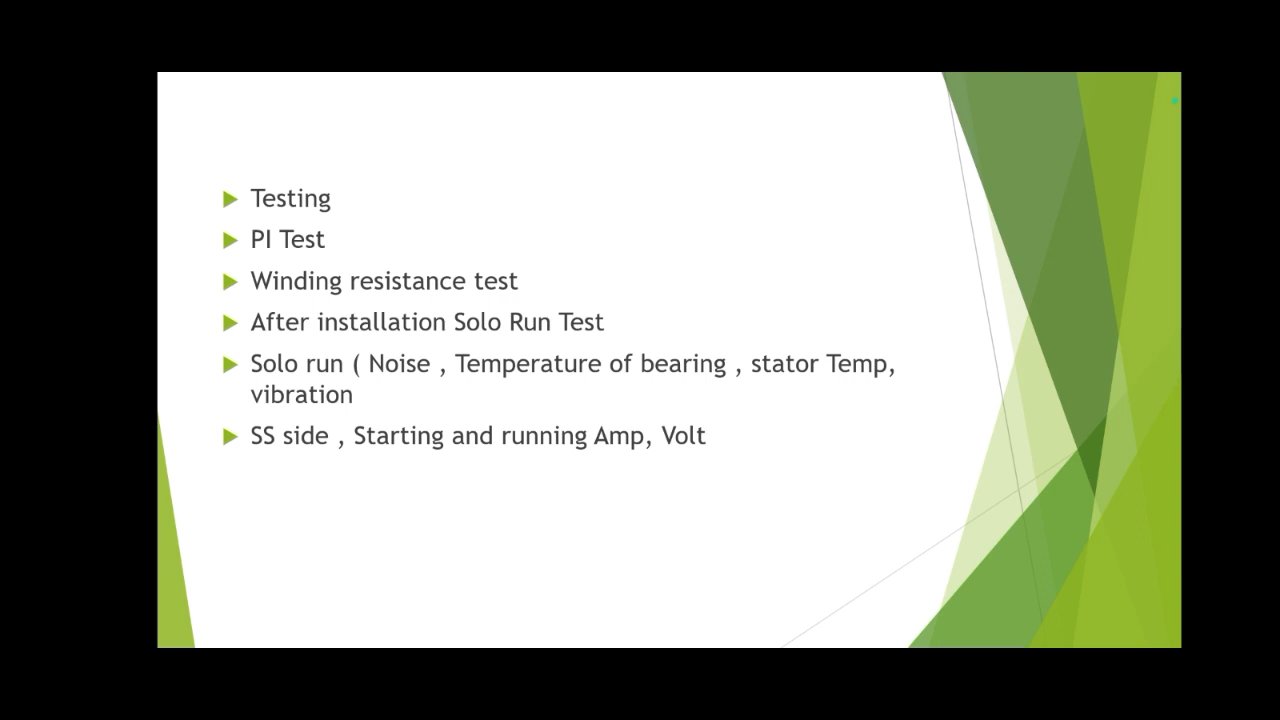 Testing
PI Test
Winding resistance test
After installation Solo Run Test
Solo run ( Noise , Temperature of bearing , stator Temp,
vibration
SS side , Starting and running Amp, Volt